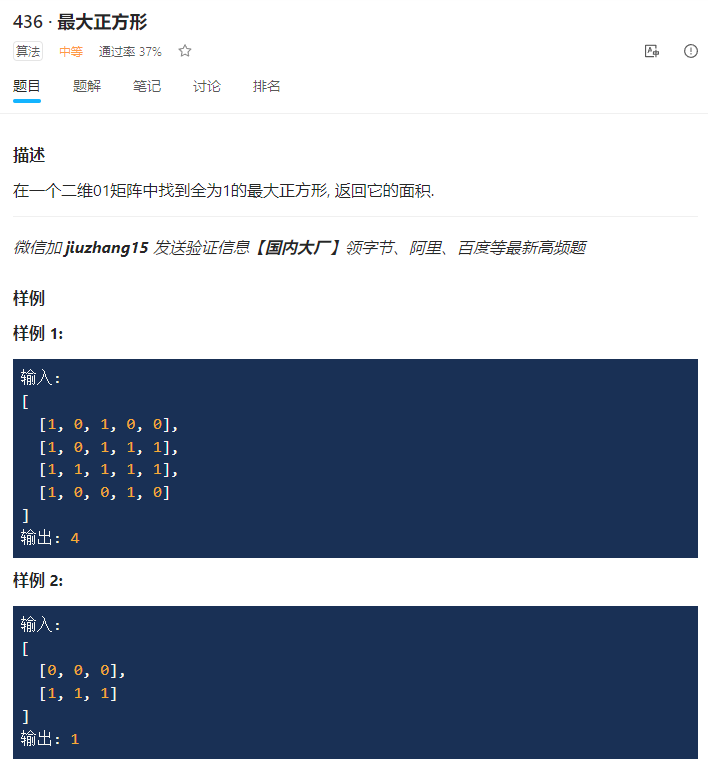 436 · 最大正方形
算法 中等 通过率 37%
题目 题解 笔记 讨论 排名
描述
在一个二维01矩阵中找到全为1的最大正方形, 返回它的面积.
微信加 jiuzhang15 发送验证信息【国内大厂】领字节、阿里、百度等最新高频题
样例
样例 1:
输入:
[
[1, 0, 1, 0, 0],
[1, 0, 1, 1, 1],
[1, 1, 1, 1, 1],
[1, 0, 0, 1, 0]
]
输出: 4
样例 2:
输入:
[
[0, 0, 0],
[1, 1, 1]
]
输出: 1